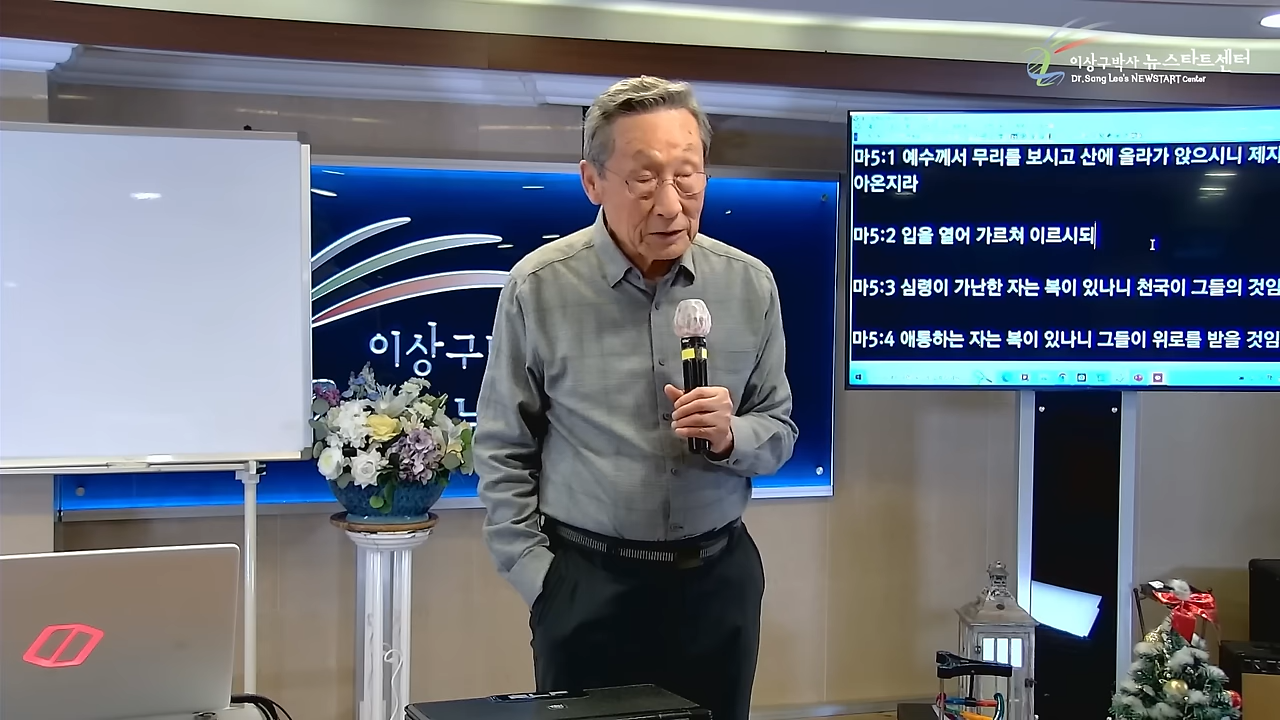 이상구박사 뉴스타트센터
Dr. Sang Lee's NEWSTART Center
마5:1 예수께서 무리를 보시고 산에 올라가 앉으시니 제자
아온지라
마5:2 입을 열어 가르쳐 이르시되
마5:3 심령이 가난한 자는 복이 있나니 천국이 그들의 것임
마5:4 애통하는 자는 복이 있나니 그들이 위로를 받을 것임
이상구